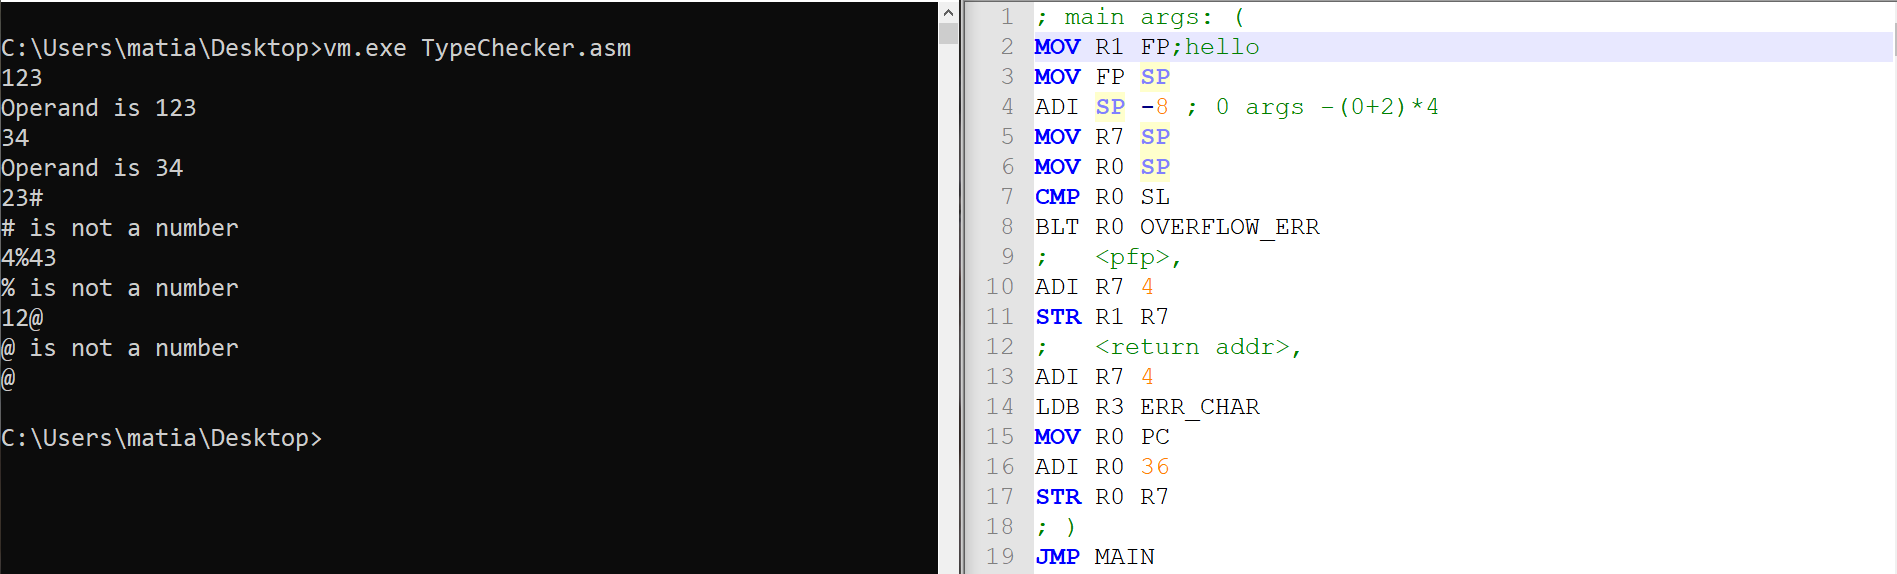 C:\Users\matia\Desktop>vm.exe TypeChecker.asm
123
Operand is 123
34
Operand is 34
23#
# is not a number
4%43
% is not a number
12@
@ is not a number
@
C:\Users\matia\Desktop>
1 ; main args: (
2 MOV R1 FP;hello
3 MOV FP SP
4 ADI SP -8 ; 0 args -(0+2)*4
5 MOV R7 SP
6 MOV R0 SP
7 CMP R0 SL
8 BLT R0 OVERFLOW_ERR
9 ;   <pfp>,
10 ADI R7 4
11 STR R1 R7
12 ;   <return addr>,
13 ADI R7 4
14 LDB R3 ERR_CHAR
15 MOV R0 PC
16 ADI R0 36
17 STR R0 R7
18 ; )
19 JMP MAIN